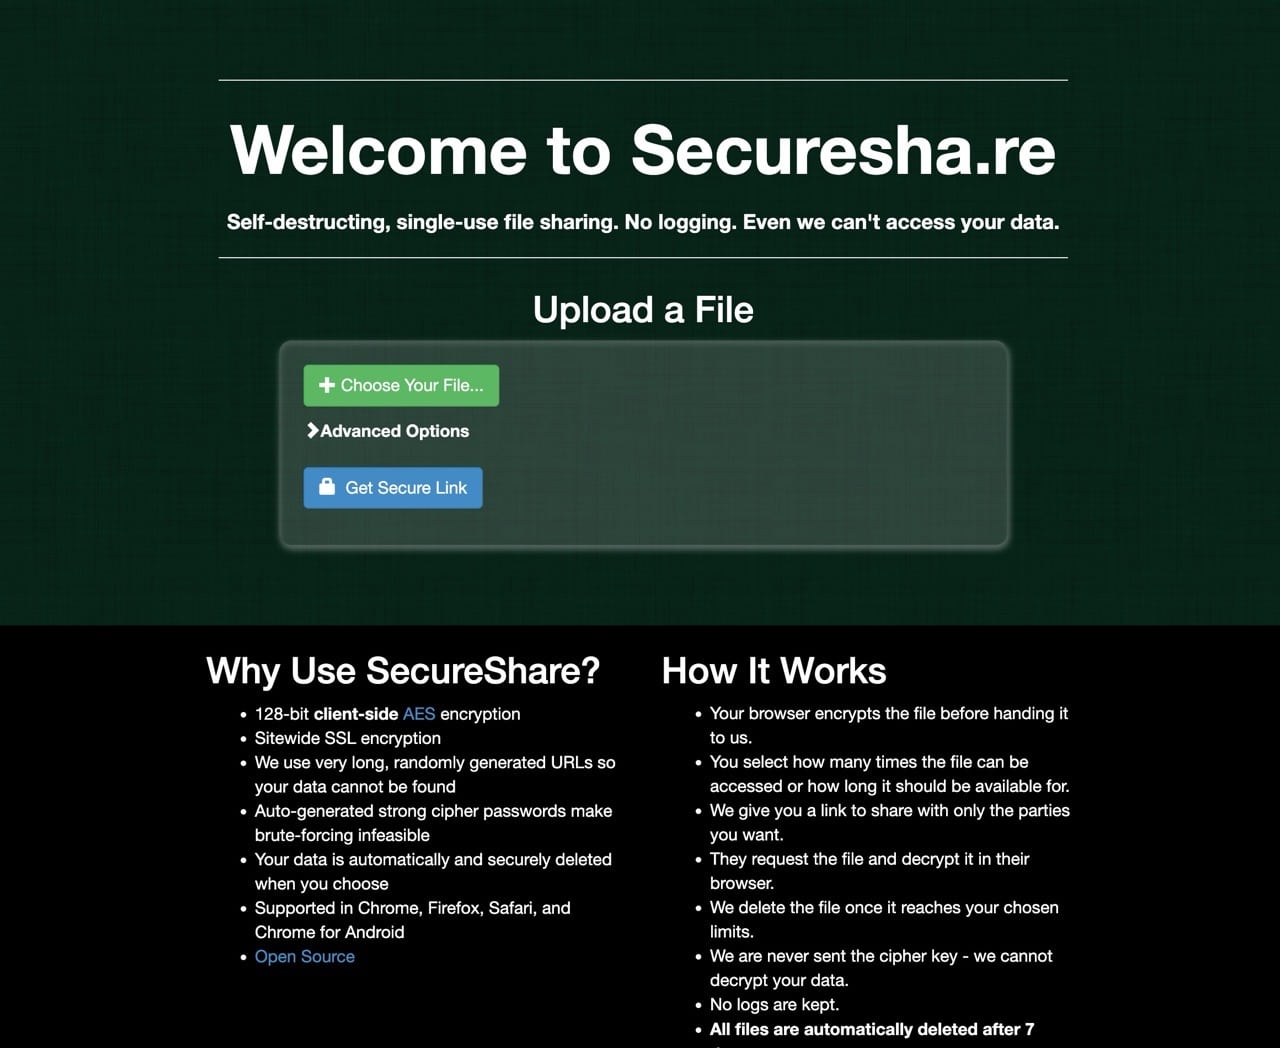 Welcome to Securesha.re
Self-destructing, single-use file sharing. No logging. Even we can't access your data.
Upload a File
Choose Your File...
Advanced Options
Get Secure Link
Why Use SecureShare?
128-bit client-side AES encryption
Sitewide SSL encryption
We use very long, randomly generated URLs so
your data cannot be found
Auto-generated strong cipher passwords make
brute-forcing infeasible
Your data is automatically and securely deleted
when you choose
Supported in Chrome, Firefox, Safari, and
Chrome for Android
Open Source
How It Works
Your browser encrypts the file before handing it
to us.
You select how many times the file can be
accessed or how long it should be available for.
We give you a link to share with only the parties
you want.
They request the file and decrypt it in their
browser.
We delete the file once it reaches your chosen
limits.
We are never sent the cipher key - we cannot
decrypt your data.
No logs are kept.
All files are automatically deleted after 7